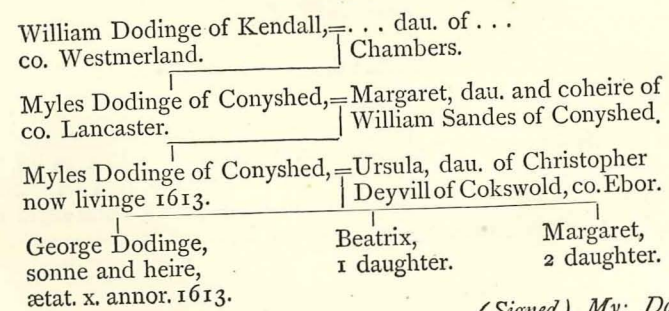 William Dodinge of Kendall,=. . . dau. of . . .
co. Westmerland. Chambers.
Myles Dodinge of Conyshed,=Margaret, dau. and coheire of
co. Lancaster. William Sandes of Conyshed.
Myles Dodinge of Conyshed,=Ursula, dau. of Christopher
now livinge 1613. Deyvill of Cokswold, co. Ebor.
George Dodinge,
sonne and heire,
ætat. x. annor. 1613.
Beatrix,
1 daughter.
Margaret,
2 daughter.
(Signed) My: Do